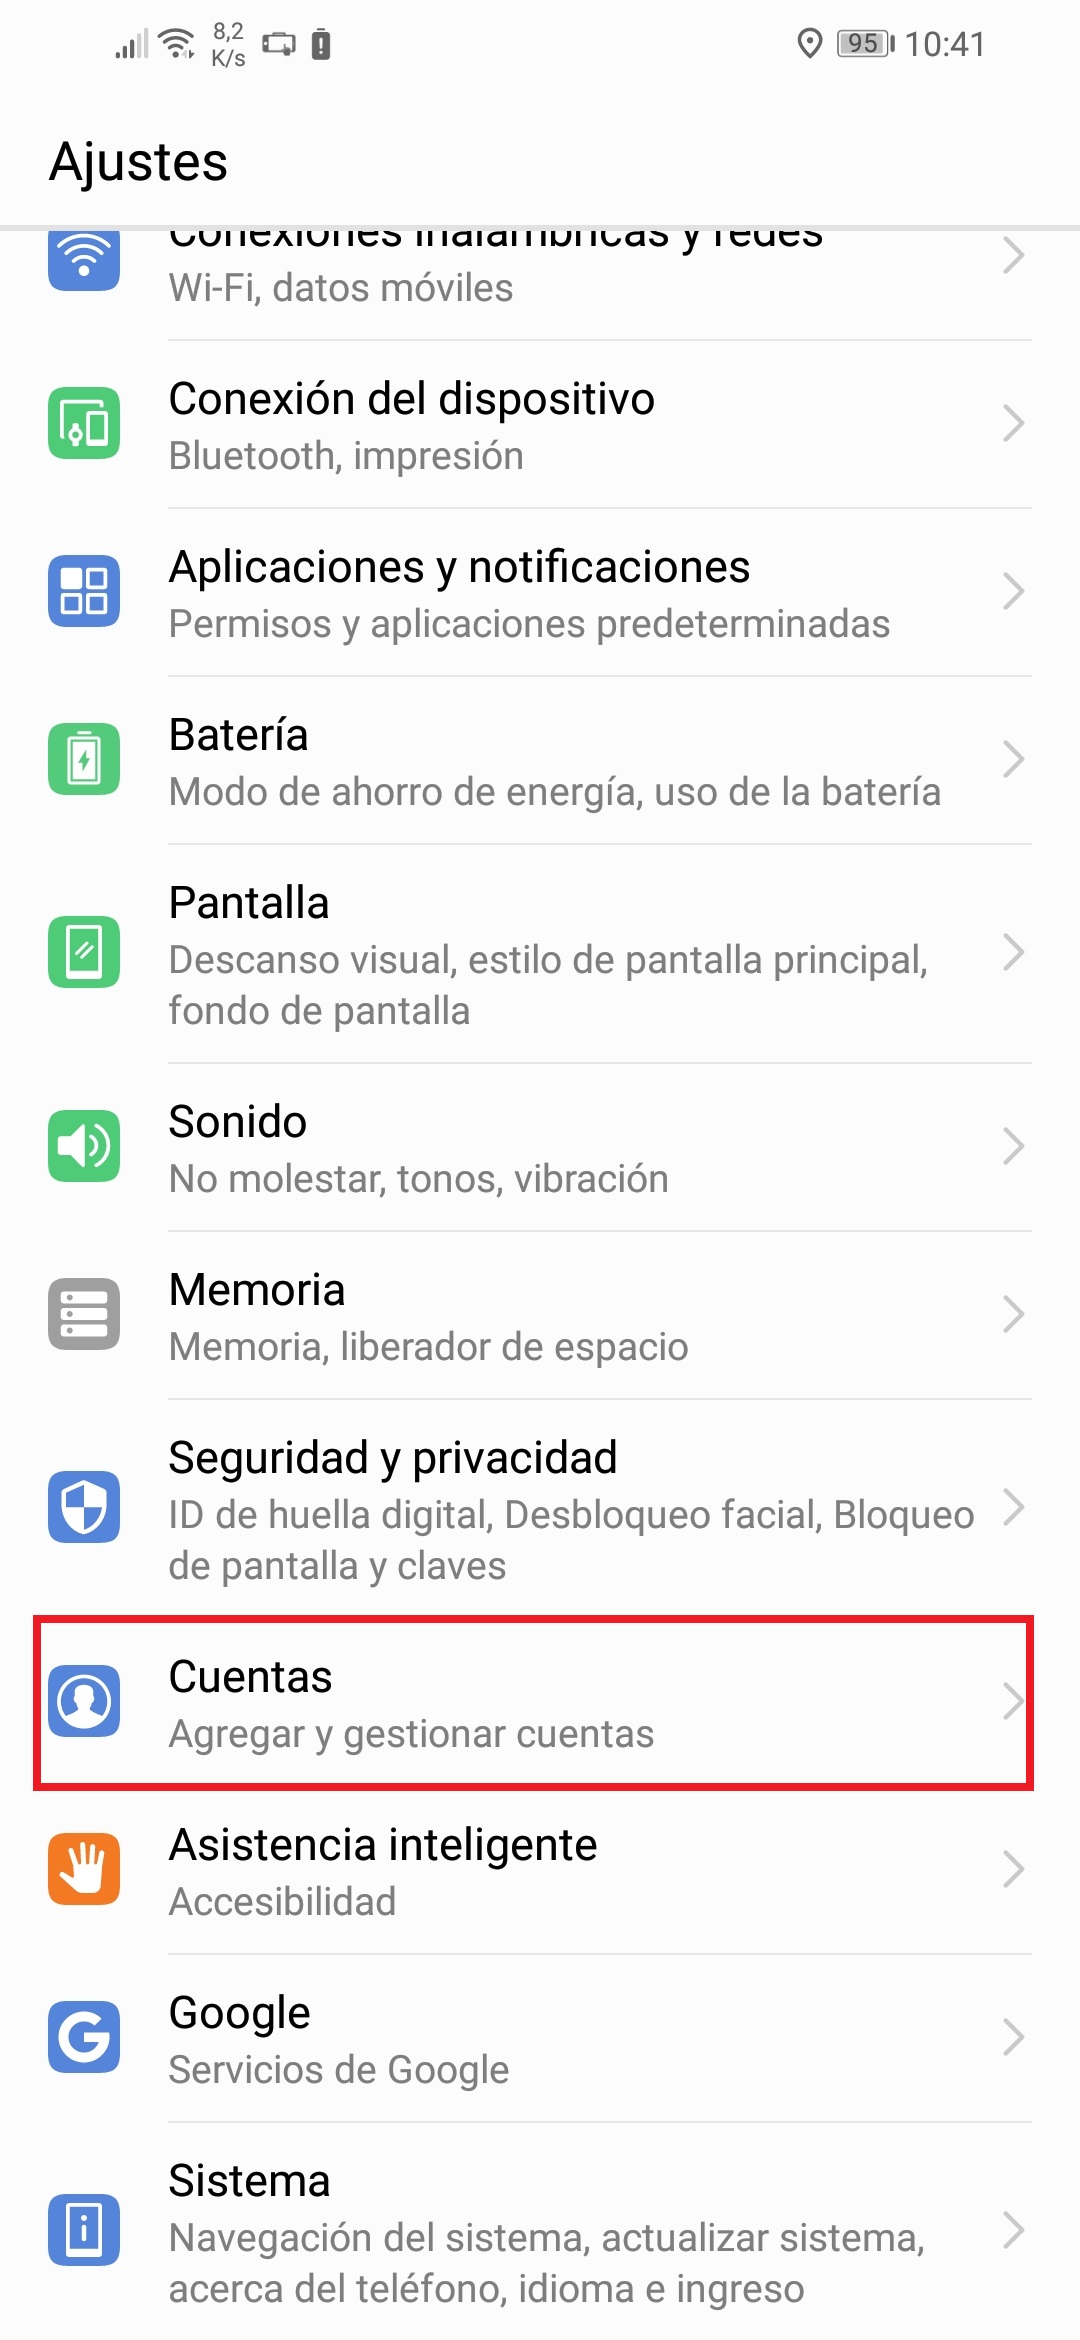 8,2
K/s
95
10:41
Ajustes
Conexiones inalámbricas y redes
Wi-Fi, datos móviles
Conexión del dispositivo
Bluetooth, impresión
Aplicaciones y notificaciones
Permisos y aplicaciones predeterminadas
Batería
Modo de ahorro de energía, uso de la batería
Pantalla
Descanso visual, estilo de pantalla principal,
fondo de pantalla
Sonido
No molestar, tonos, vibración
Memoria
Memoria, liberador de espacio
Seguridad y privacidad
ID de huella digital, Desbloqueo facial, Bloqueo
de pantalla y claves
Cuentas
Agregar y gestionar cuentas
Asistencia inteligente
Accesibilidad
Google
Servicios de Google
Sistema
Navegación del sistema, actualizar sistema,
acerca del teléfono, idioma e ingreso